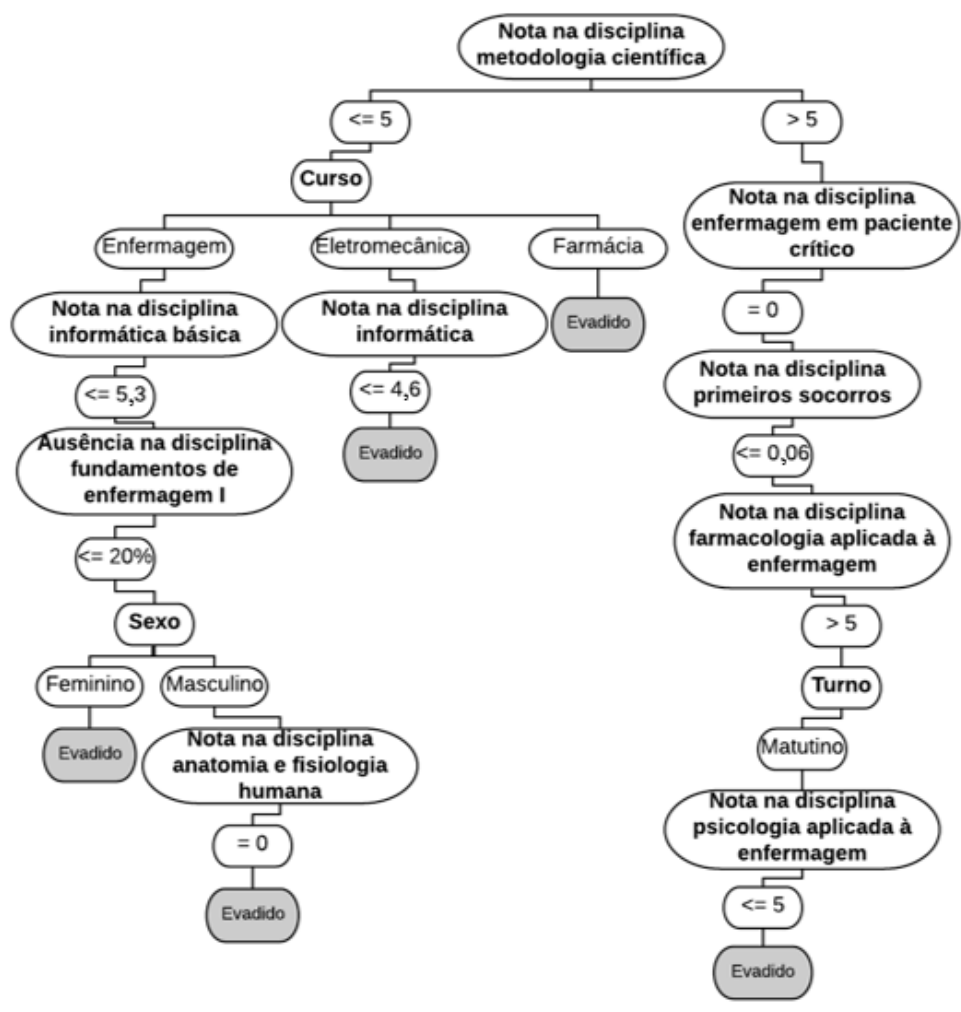 Nota na disciplina
metodologia científica
<= 5
> 5
Curso
Nota na disciplina
enfermagem em paciente
crítico
Enfermagem
Eletromecânica
Farmácia
Nota na disciplina
informática básica
Nota na disciplina
informática
Evadido
= 0
<= 5,3
<= 4,6
Nota na disciplina
primeiros socorros
Ausência na disciplina
fundamentos de
enfermagem I
Evadido
<= 0,06
<= 20%
Nota na disciplina
farmacologia aplicada à
enfermagem
Sexo
> 5
Feminino
Masculino
Turno
Evadido
Nota na disciplina
anatomia e fisiologia
humana
Matutino
= 0
Nota na disciplina
psicologia aplicada à
enfermagem
Evadido
<= 5
Evadido